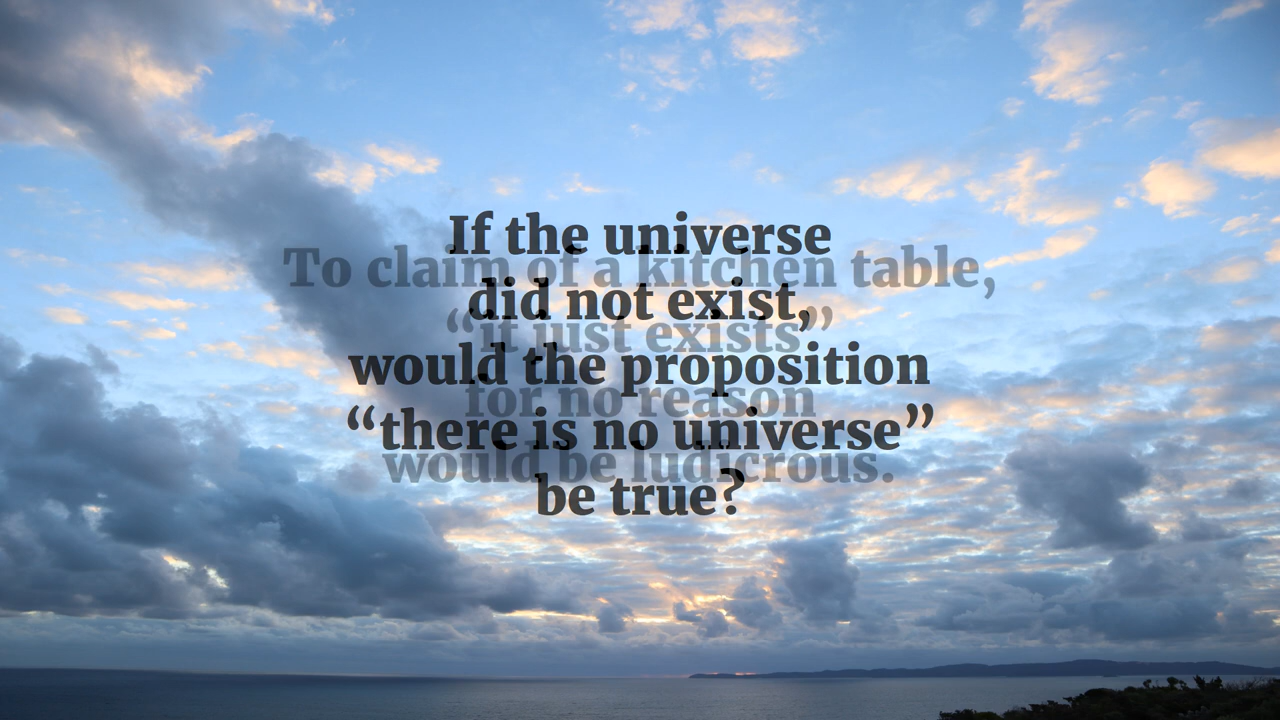 If the universe
did not exist,
would the proposition
“there is no universe”
be true?
To claim of a kitchen table,
“it just exists”
for no reason
would be ludicrous.